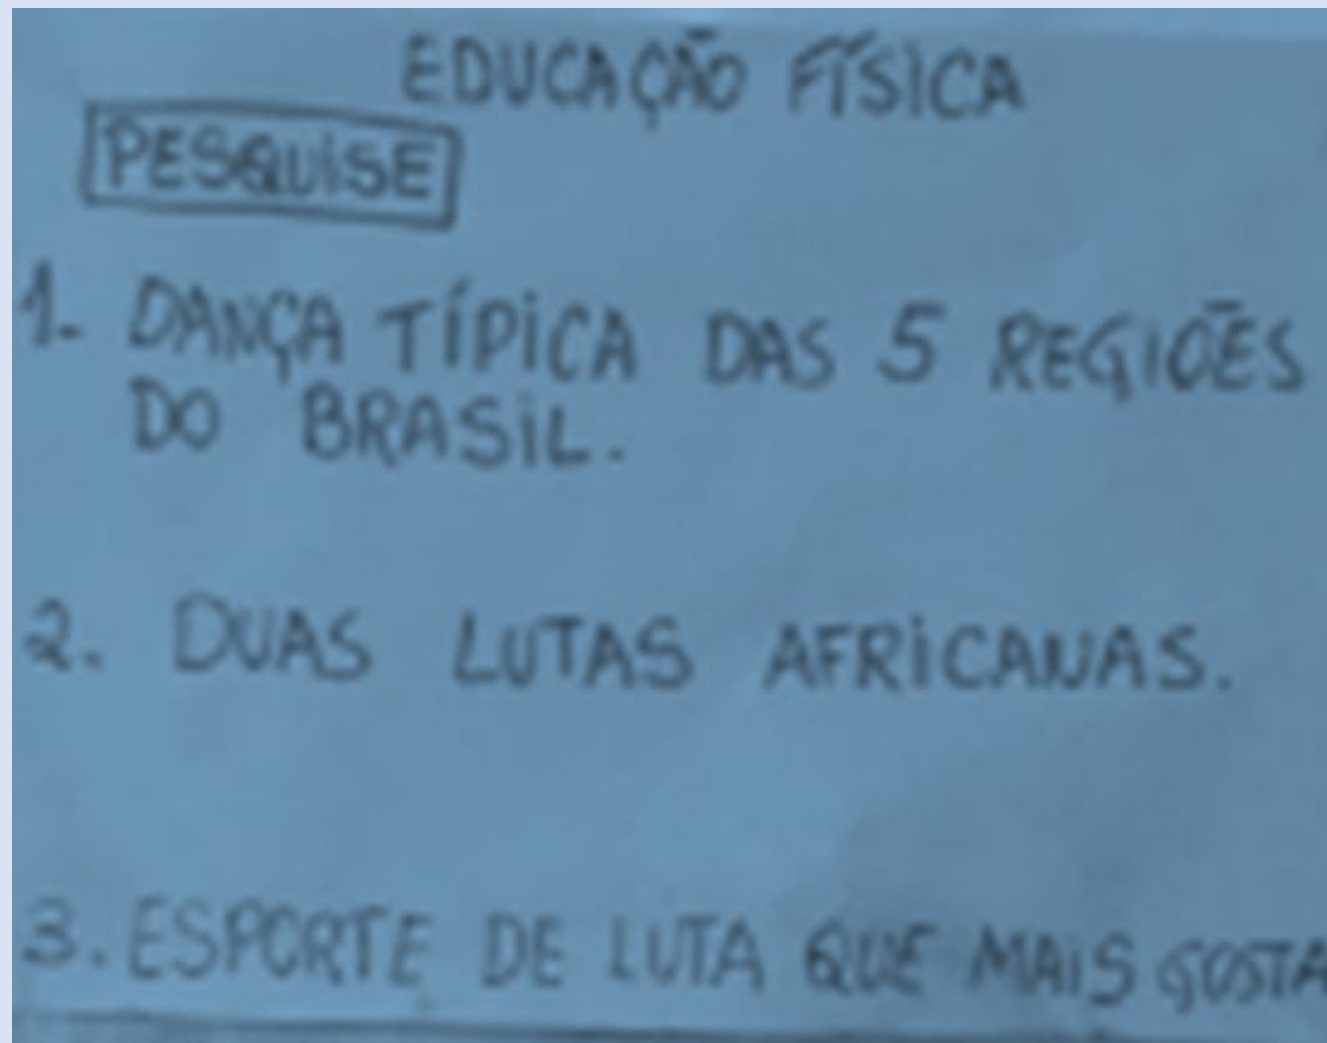 EDUCAÇÃO FÍSICA
PESQUISE
1. DANÇA TÍPICA DAS 5 REGIÕES
DO BRASIL.
2. DUAS LUTAS AFRICANAS.
3. ESPORTE DE LUTA QUE MAIS GOSTA